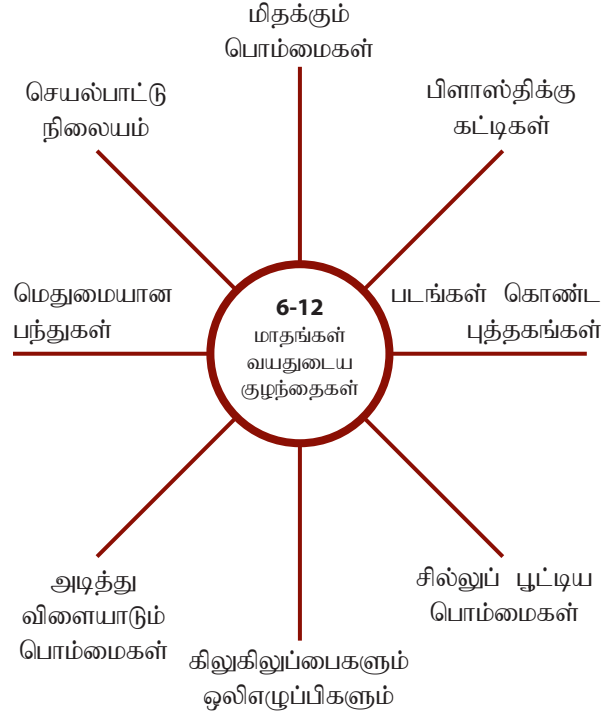 மிதக்கும்
பொம்மைகள்
செயல்பாட்டு
நிலையம்
பிளாஸ்திக்கு
கட்டிகள்
மெதுமையான
பந்துகள்
6-12
மாதங்கள்
வயதுடைய
குழந்தைகள்
படங்கள் கொண்ட
புத்தகங்கள்
அடித்து
விளையாடும்
பொம்மைகள்
கிலுகிலுப்பைகளும்
ஒலிஎழுப்பிகளும்
சில்லுப் பூட்டிய
பொம்மைகள்